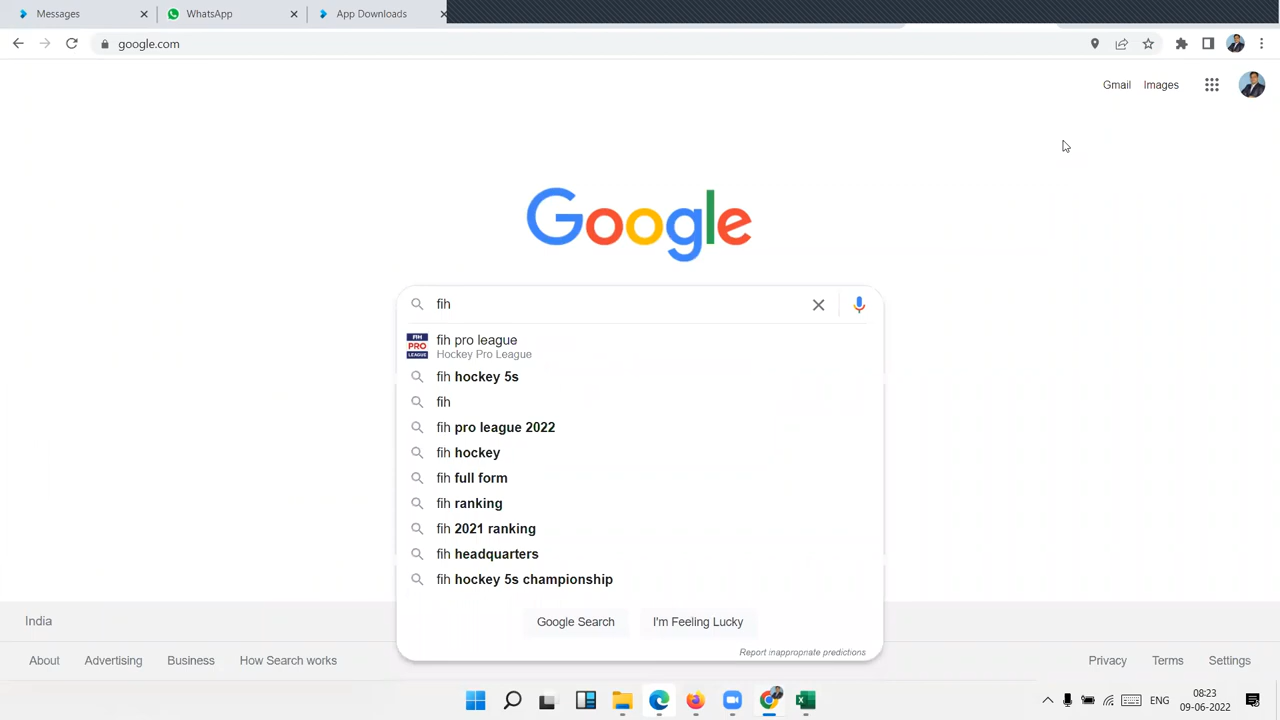 Messages
WhatsApp
App Downloads
google.com
Gmail Images
Google
fih
FIH PRO LEAGUE
fih pro league
Hockey Pro League
fih hockey 5s
fih
fih pro league 2022
fih hockey
fih full form
fih ranking
fih 2021 ranking
fih headquarters
fih hockey 5s championship
Google Search I'm Feeling Lucky
Report inappropriate predictions
India
About Advertising Business How Search works
Privacy Terms Settings
ENG
08:23
09-06-2022